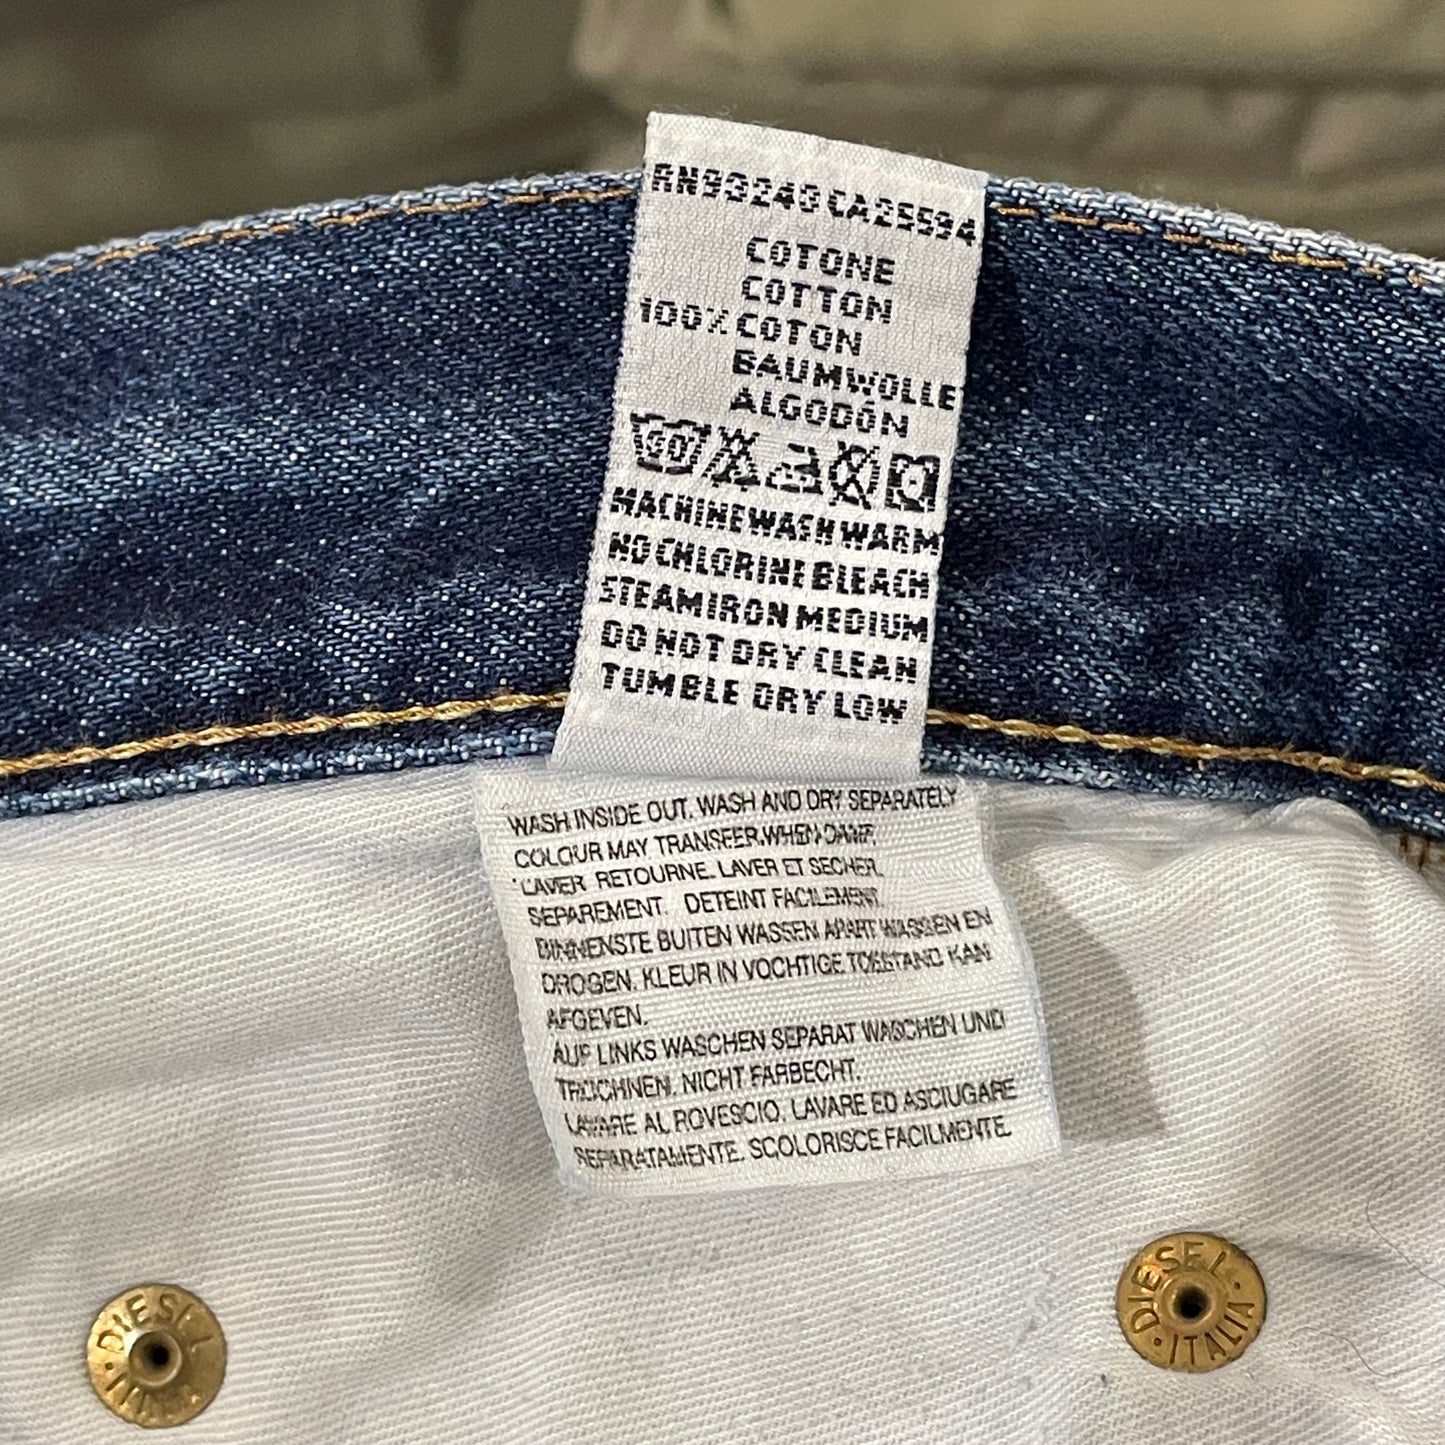 RN93243 CA25594
COTONE
COTTON
100% COTON
BAUMWOLLE
ALGODÓN
60
MACHINE WASH WARM
NO CHLORINE BLEACH
STEAM IRON MEDIUM
DO NOT DRY CLEAN
TUMBLE DRY LOW
WASH INSIDE OUT. WASH AND DRY SEPARATELY
COLOUR MAY TRANSFER.WHEN DAMP.
LAVER RETOURNE. LAVER ET SECHER.
SEPAREMENT. DETEINT FACILEMENT.
BINNENSTE BUITEN WASSEN APART WASSEN EN
DROGEN. KLEUR IN VOCHTIGE TOESTAND KAN
AFGEVEN.
AUF LINKS WASCHEN SEPARAT WASCHEN UND
TROCHNEN. NICHT FARBECHT.
LAVARE AL ROVESCIO. LAVARE ED ASCIUGARE
SEPARATAMENTE. SCOLORISCE FACILMENTE.
DIESEL
DIESEL
· ITALIA ·